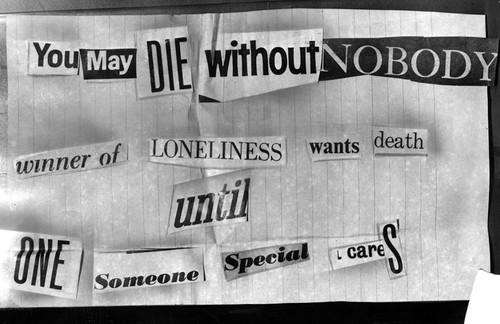 You May DIE without NOBODY
winner of LONELINESS wants death
until
ONE Someone Special careS